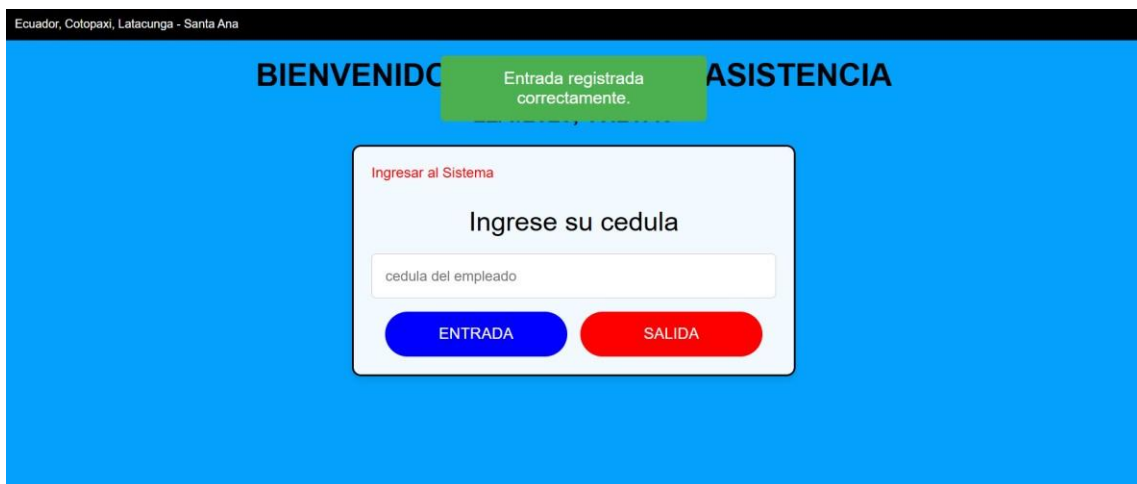 Ecuador, Cotopaxi, Latacunga - Santa Ana
ASISTENCIA
Entrada registrada
correctamente.
Ingresar al Sistema
Ingrese su cedula
cedula del empleado
ENTRADA SALIDA